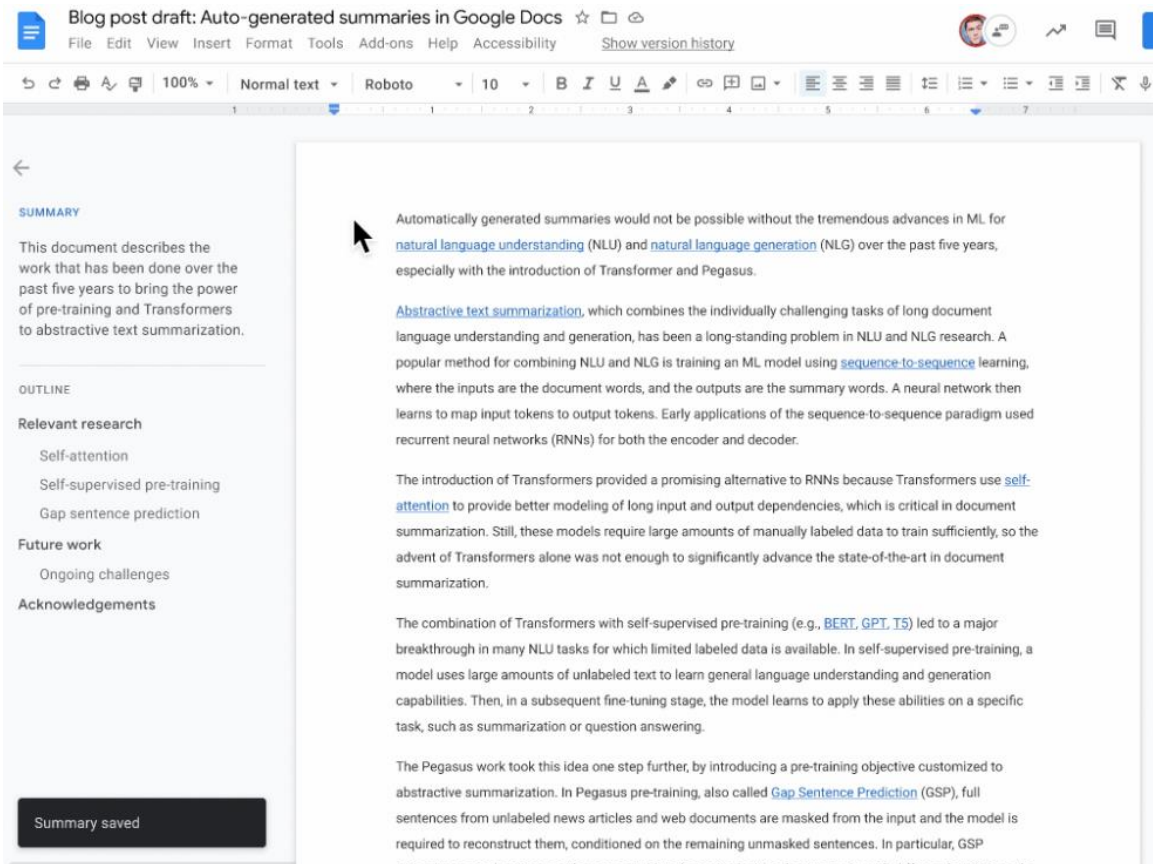 Blog post draft: Auto-generated summaries in Google Docs
File Edit View Insert Format Tools Add-ons Help Accessibility Show version history
100% Normal text Roboto 10 B I U A
1 1 2 3 4 5 6 7
SUMMARY
This document describes the
work that has been done over the
past five years to bring the power
of pre-training and Transformers
to abstractive text summarization.
OUTLINE
Relevant research
Self-attention
Self-supervised pre-training
Gap sentence prediction
Future work
Ongoing challenges
Acknowledgements
Summary saved
Automatically generated summaries would not be possible without the tremendous advances in ML for
natural language understanding (NLU) and natural language generation (NLG) over the past five years,
especially with the introduction of Transformer and Pegasus.
Abstractive text summarization, which combines the individually challenging tasks of long document
language understanding and generation, has been a long-standing problem in NLU and NLG research. A
popular method for combining NLU and NLG is training an ML model using sequence-to-sequence learning,
where the inputs are the document words, and the outputs are the summary words. A neural network then
learns to map input tokens to output tokens. Early applications of the sequence-to-sequence paradigm used
recurrent neural networks (RNNs) for both the encoder and decoder.
The introduction of Transformers provided a promising alternative to RNNs because Transformers use self-
attention to provide better modeling of long input and output dependencies, which is critical in document
summarization. Still, these models require large amounts of manually labeled data to train sufficiently, so the
advent of Transformers alone was not enough to significantly advance the state-of-the-art in document
summarization.
The combination of Transformers with self-supervised pre-training (e.g., BERT, GPT, T5) led to a major
breakthrough in many NLU tasks for which limited labeled data is available. In self-supervised pre-training, a
model uses large amounts of unlabeled text to learn general language understanding and generation
capabilities. Then, in a subsequent fine-tuning stage, the model learns to apply these abilities on a specific
task, such as summarization or question answering.
The Pegasus work took this idea one step further, by introducing a pre-training objective customized to
abstractive summarization. In Pegasus pre-training, also called Gap Sentence Prediction (GSP), full
sentences from unlabeled news articles and web documents are masked from the input and the model is
required to reconstruct them, conditioned on the remaining unmasked sentences. In particular, GSP